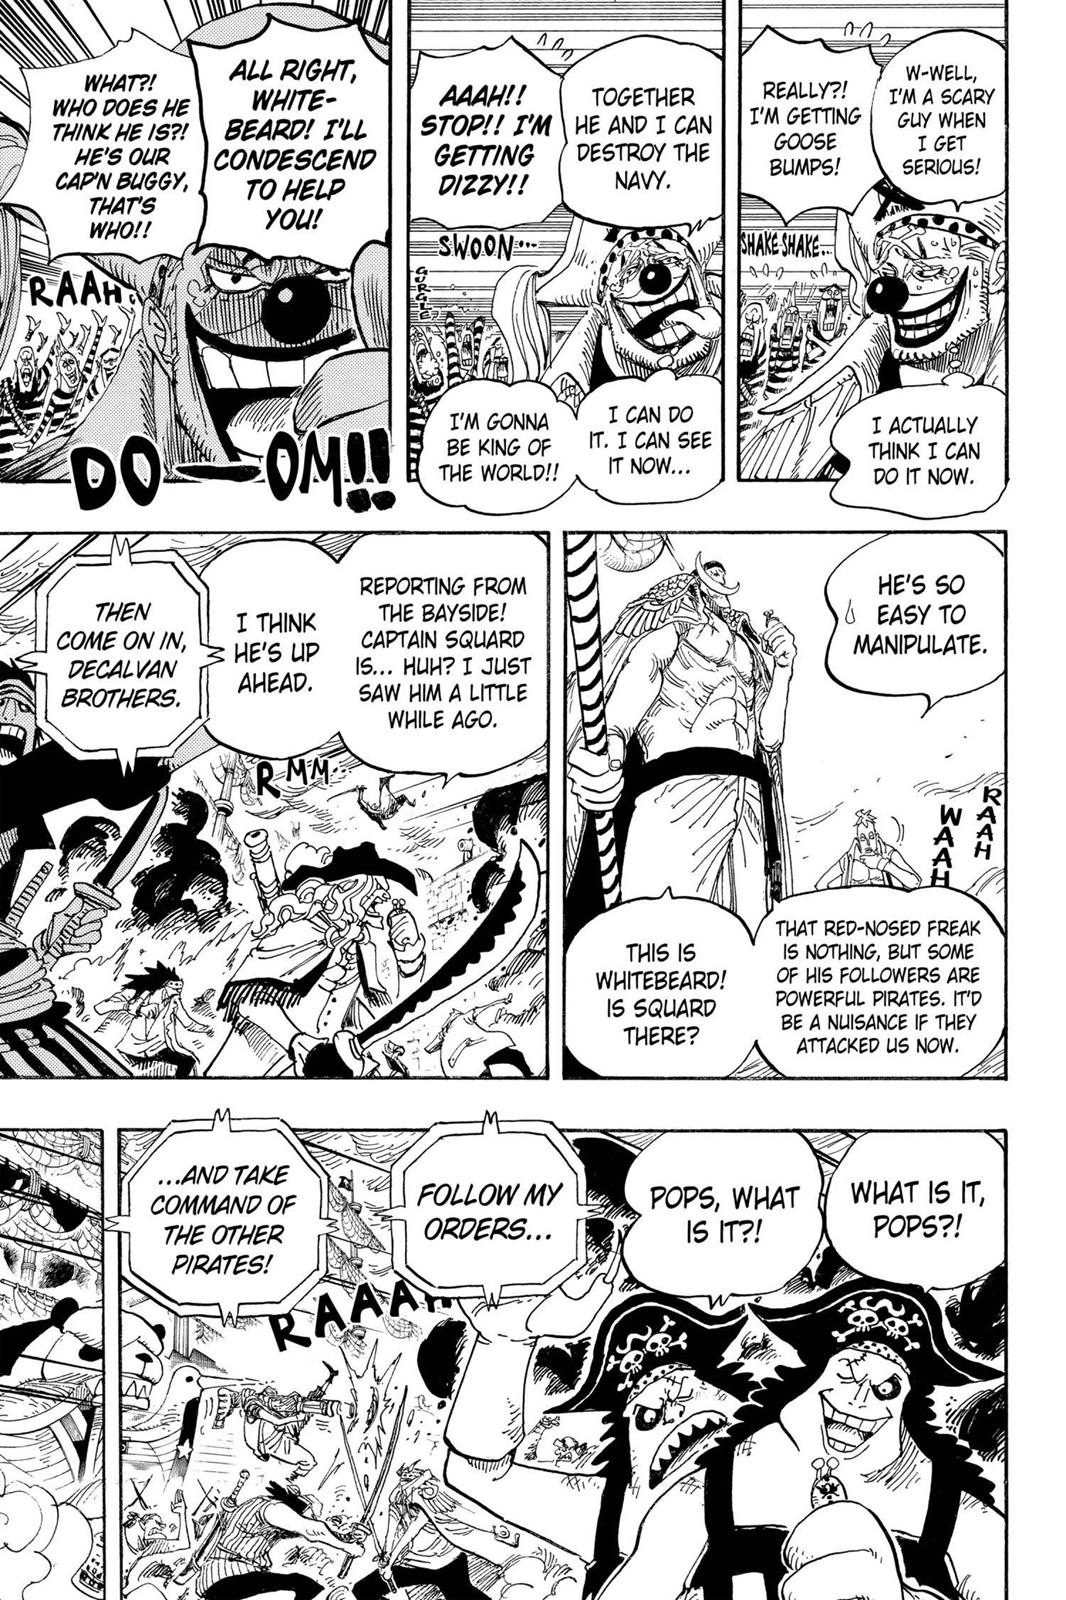 W-WELL,
I'M A SCARY
GUY WHEN
I GET
SERIOUS!
REALLY?!
I'M GETTING
GOOSE
BUMPS!
SHAKE SHAKE...
I ACTUALLY
THINK I CAN
DO IT NOW.
TOGETHER
HE AND I CAN
DESTROY THE
NAVY.
AAAH!!
STOP!! I'M
GETTING
DIZZY!!
SWOON...
GURGLE
I CAN DO
IT. I CAN SEE
IT NOW...
I'M GONNA
BE KING OF
THE WORLD!!
ALL RIGHT,
WHITE-
BEARD! I'LL
CONDESCEND
TO HELP
YOU!
WHAT?!
WHO DOES HE
THINK HE IS?!
HE'S OUR
CAP'N BUGGY,
THAT'S
WHO!!
RAAH
DO—OM!!
HE'S SO
EASY TO
MANIPULATE.
RAAH
WAAH
THAT RED-NOSED FREAK
IS NOTHING, BUT SOME
OF HIS FOLLOWERS ARE
POWERFUL PIRATES. IT'D
BE A NUISANCE IF THEY
ATTACKED US NOW.
THIS IS
WHITEBEARD!
IS SQUARD
THERE?
REPORTING FROM
THE BAYSIDE!
CAPTAIN SQUARD
IS... HUH? I JUST
SAW HIM A LITTLE
WHILE AGO.
I THINK
HE'S UP
AHEAD.
RMM...
THEN
COME ON IN,
DECALVAN
BROTHERS.
WHAT IS IT,
POPS?!
POPS, WHAT
IS IT?!
FOLLOW MY
ORDERS...
...AND TAKE
COMMAND OF
THE OTHER
PIRATES!
RAAAAH